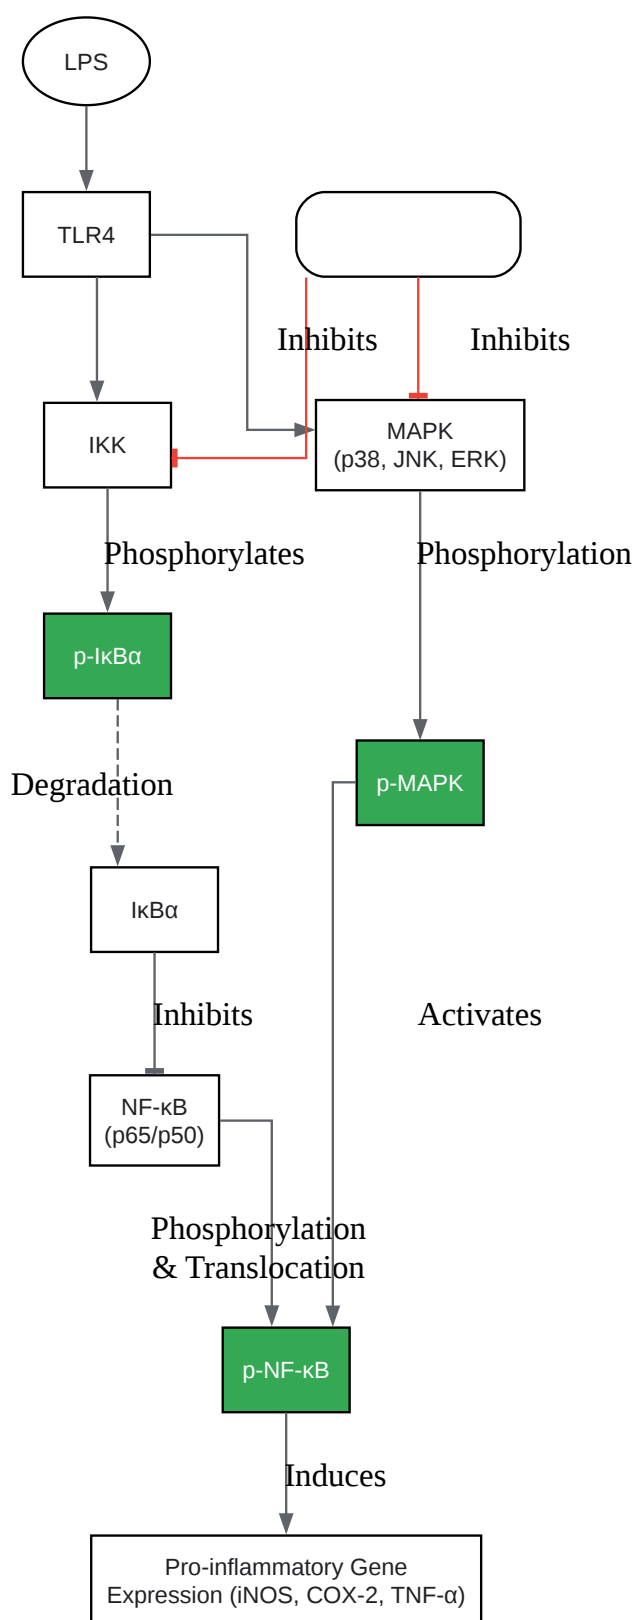 LPS
TLR4
Inhibits
Inhibits
IKK
MAPK
(p38, JNK, ERK)
Phosphorylates
Phosphorylation
p-IκBα
p-MAPK
Degradation
IκBα
Inhibits
Activates
NF-κB
(p65/p50)
Phosphorylation
& Translocation
p-NF-κB
Induces
Pro-inflammatory Gene
Expression (iNOS, COX-2, TNF-α)